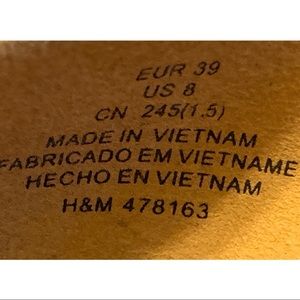 EUR 39
US 8
CN 245(1.5)
MADE IN VIETNAM
FABRICADO EM VIETNAME
HECHO EN VIETNAM
H&M 478163